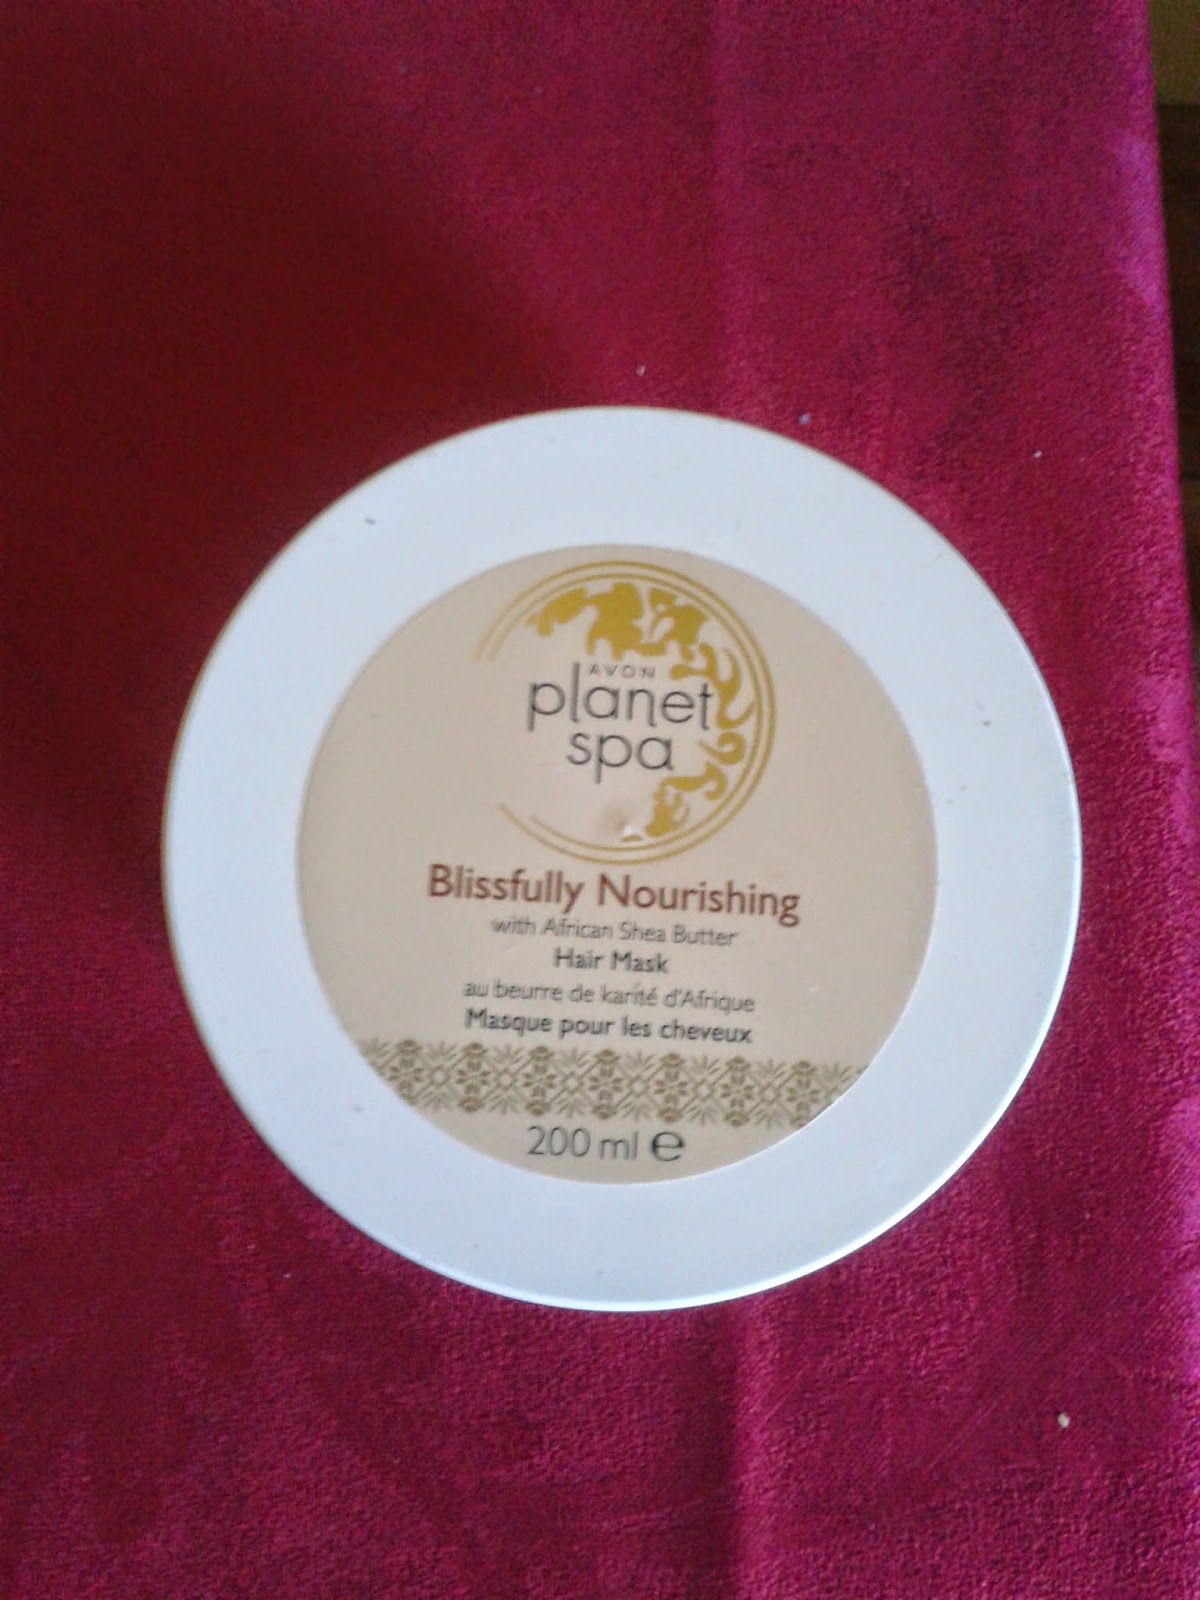 AVON
planet
spa
Blissfully Nourishing
with African Shea Butter
Hair Mask
au beurre de karité d'Afrique
Masque pour les cheveux
200 ml ℮